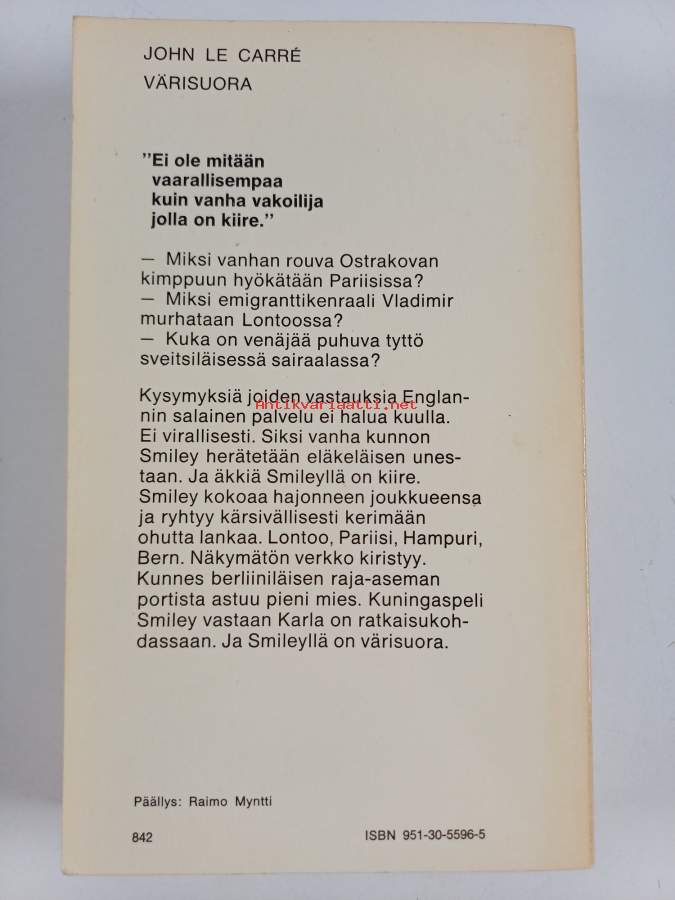 JOHN LE CARRÉ
VÄRISUORA
"Ei ole mitään
vaarallisempaa
kuin vanha vakoilija
jolla on kiire."
— Miksi vanhan rouva Ostrakovan
kimppuun hyökätään Pariisissa?
— Miksi emigranttikenraali Vladimir
murhataan Lontoossa?
— Kuka on venäjää puhuva tyttö
sveitsiläisessä sairaalassa?
Kysymyksiä joiden vastauksia Englan-
Antikvariaatti.net
nin salainen palvelu ei halua kuulla.
Ei virallisesti. Siksi vanha kunnon
Smiley herätetään eläkeläisen unes-
taan. Ja äkkiä Smileyllä on kiire.
Smiley kokoaa hajonneen joukkueensa
ja ryhtyy kärsivällisesti kerimään
ohutta lankaa. Lontoo, Pariisi, Hampuri,
Bern. Näkymätön verkko kiristyy.
Kunnes berliiniläisen raja-aseman
portista astuu pieni mies. Kuningaspeli
Smiley vastaan Karla on ratkaisukoh-
dassaan. Ja Smileyllä on värisuora.
Päällys: Raimo Myntti
842
ISBN 951-30-5596-5